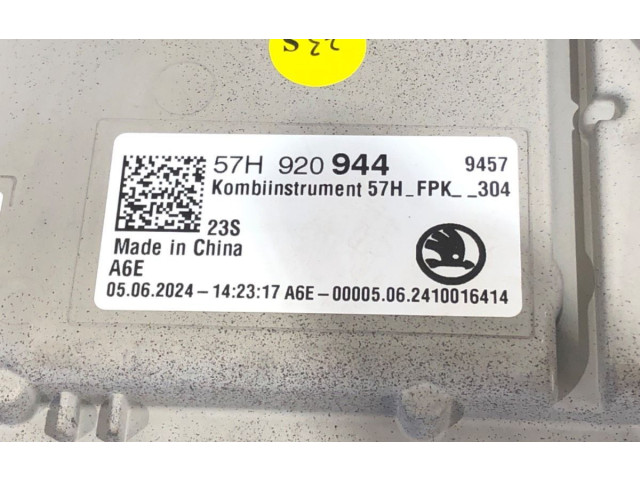 23S
57H 920 944 9457
Kombiinstrument 57H_FPK_ _304
23S
Made in China
A6E
05.06.2024-14:23:17 A6E-00005.06.2410016414